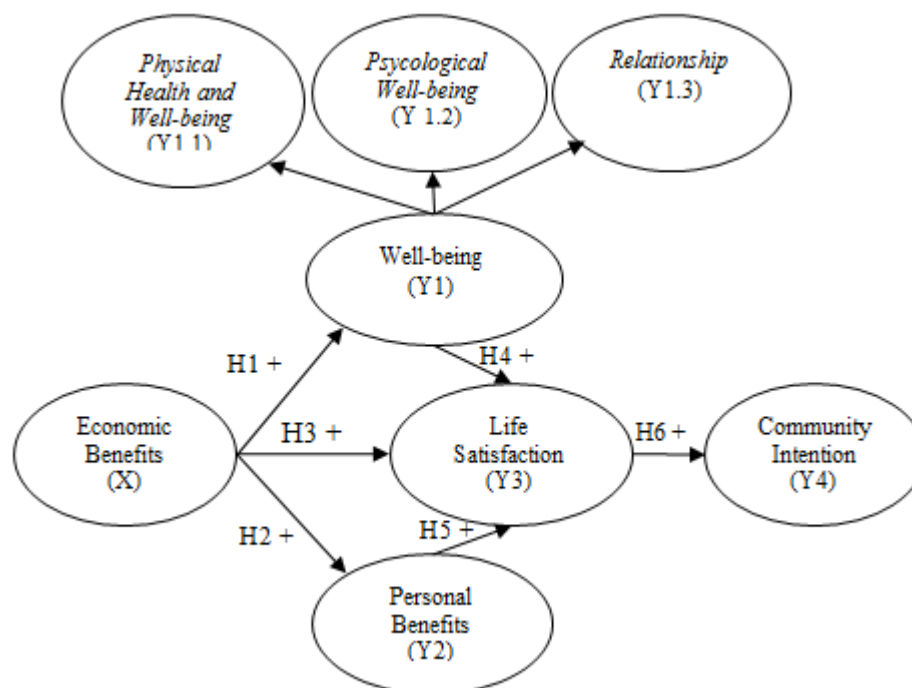 Physical
Health and
Well-being
(Y1.1)
Psycological
Well-being
(Y 1.2)
Relationship
(Y1.3)
Well-being
(Y1)
H1 +
H4 +
Economic
Benefits
(X)
H3 +
Life
Satisfaction
(Y3)
H6 +
Community
Intention
(Y4)
H2 +
H5 +
Personal
Benefits
(Y2)